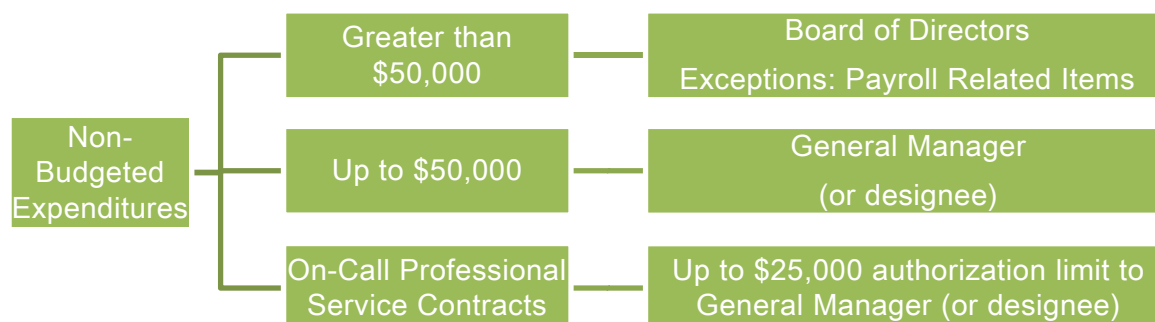 Non-
Budgeted
Expenditures
Greater than
$50,000
Board of Directors
Exceptions: Payroll Related Items
Up to $50,000
General Manager
(or designee)
On-Call Professional
Service Contracts
Up to $25,000 authorization limit to
General Manager (or designee)